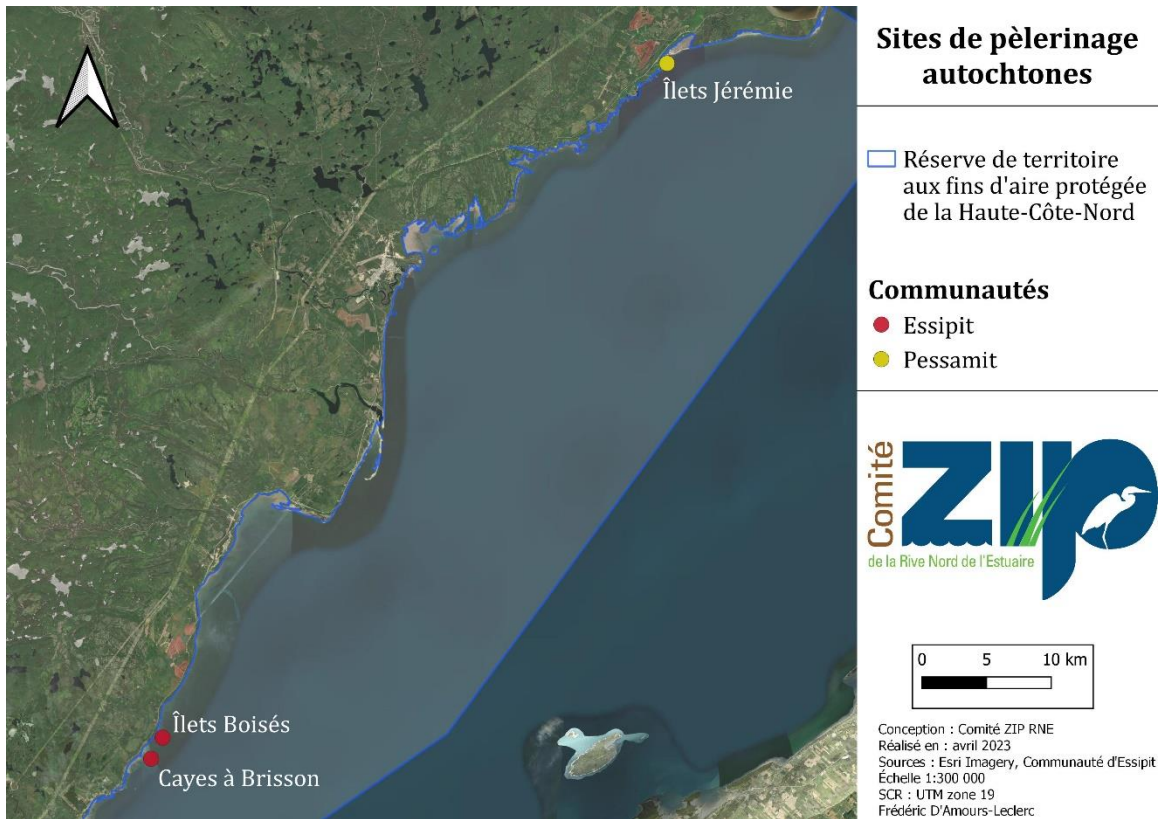 Îlets Jérémie
Îlets Boisés
Cayes à Brisson
Sites de pèlerinage
autochtones
Réserve de territoire
aux fins d'aire protégée
de la Haute-Côte-Nord
Communautés
Essipit
Pessamit
Comité
ZIP
de la Rive Nord de l'Estuaire
0 5 10 km
Conception : Comité ZIP RNE
Réalisé en : avril 2023
Sources : Esri Imagery, Communauté d'Essipit
Échelle 1:300 000
SCR : UTM zone 19
Frédéric D'Amours-Leclerc